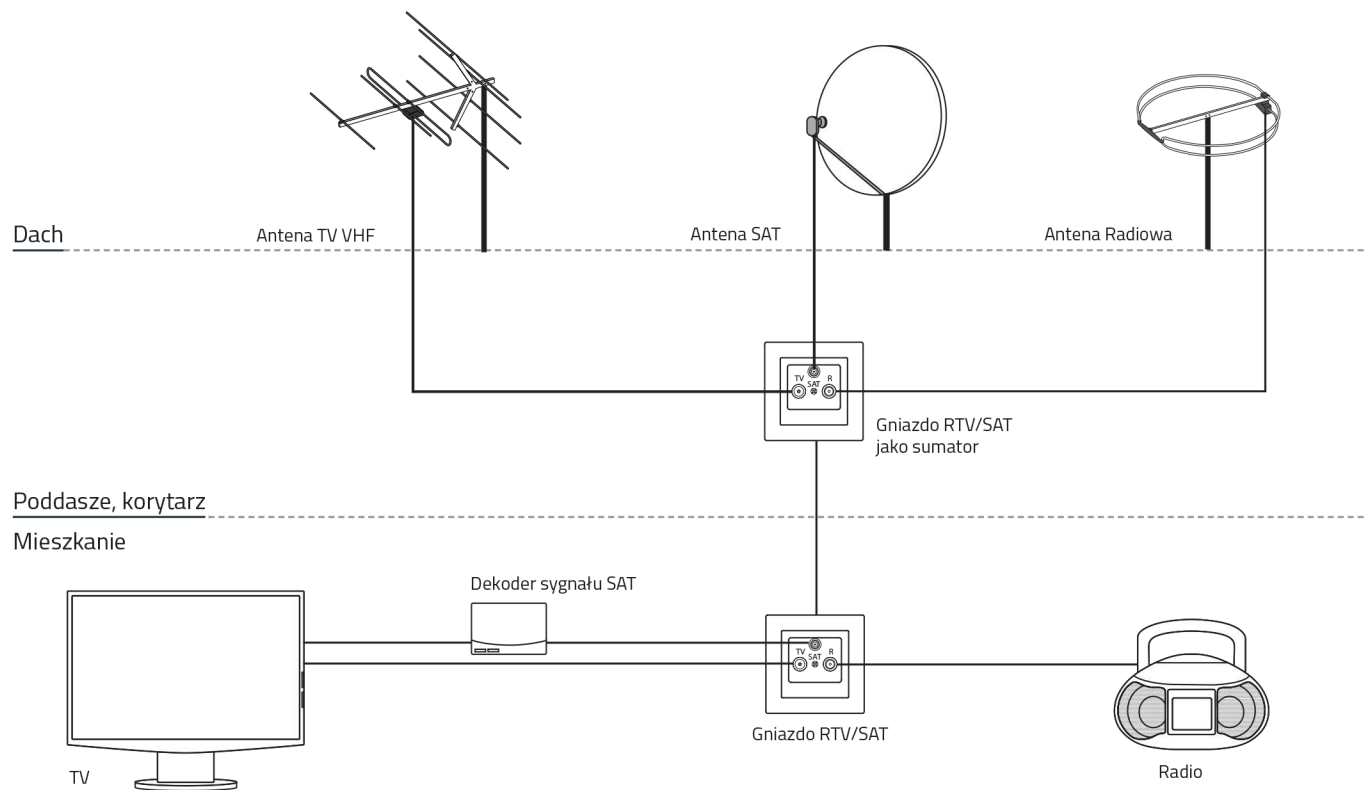 Dach
Antena TV VHF
Antena SAT
Antena Radiowa
TV
R
SAT
Gniazdo RTV/SAT
jako sumator
Poddasze, korytarz
Mieszkanie
Dekoder sygnału SAT
TV
R
SAT
Gniazdo RTV/SAT
TV
Radio